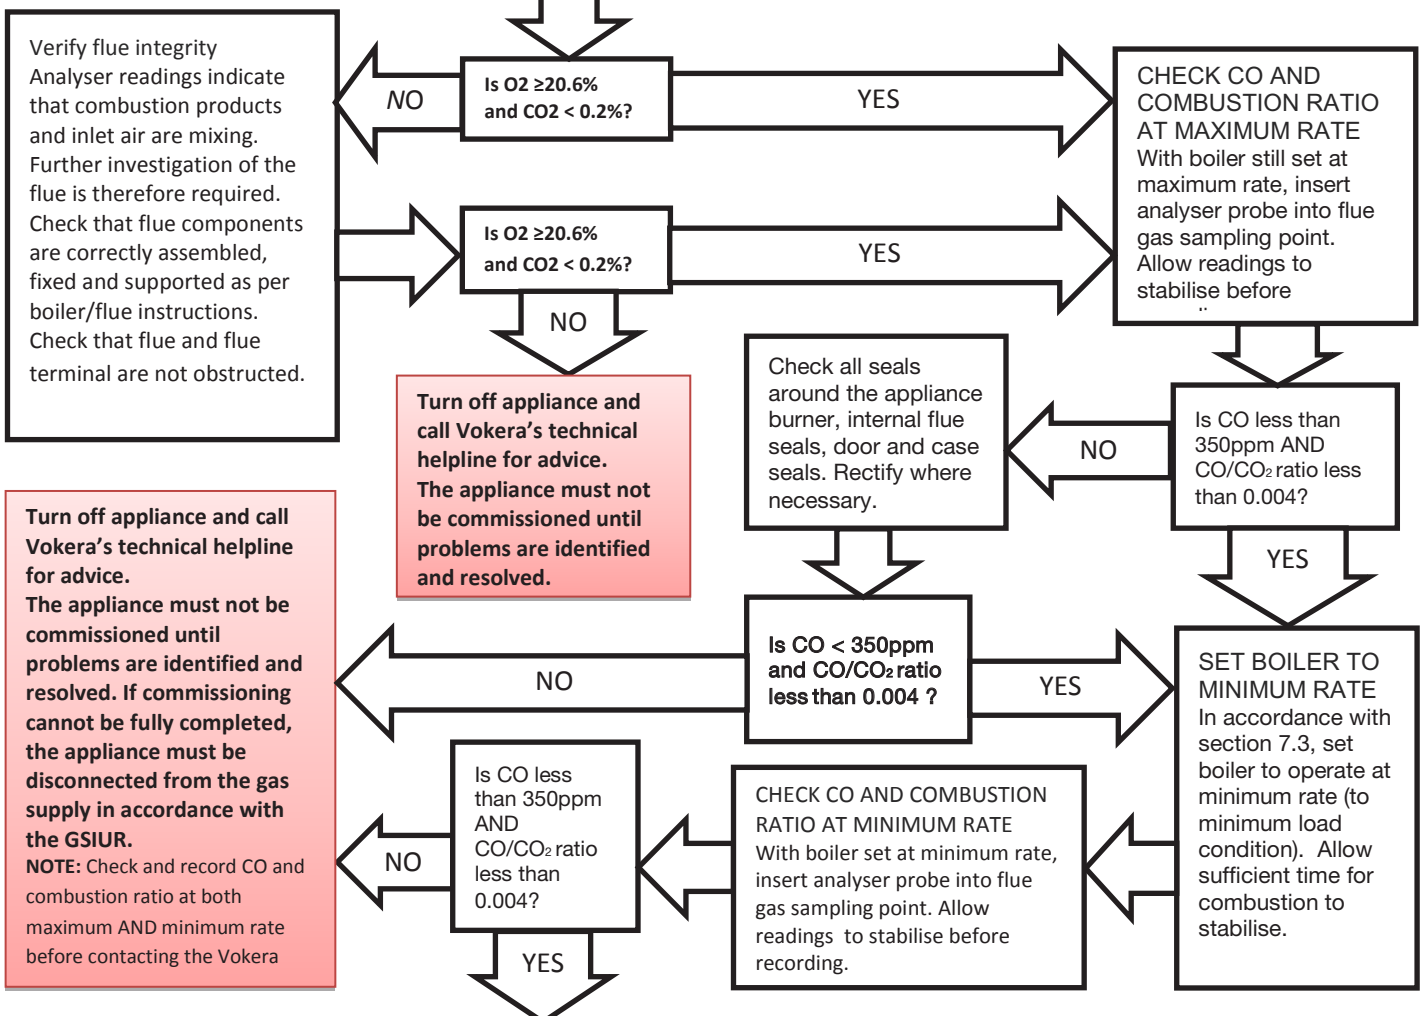 Verify flue integrity
Analyser readings indicate
that combustion products
and inlet air are mixing.
Further investigation of the
flue is therefore required.
Check that flue components
are correctly assembled,
fixed and supported as per
boiler/flue instructions.
Check that flue and flue
terminal are not obstructed.
NO
Is O2 ≥20.6%
and CO2 < 0.2%?
YES
CHECK CO AND
COMBUSTION RATIO
AT MAXIMUM RATE
With boiler still set at
maximum rate, insert
analyser probe into flue
gas sampling point.
Allow readings to
stabilise before
Is O2 ≥20.6%
and CO2 < 0.2%?
YES
NO
Turn off appliance and
call Vokera’s technical
helpline for advice.
The appliance must not
be commissioned until
problems are identified
and resolved.
Check all seals
around the appliance
burner, internal flue
seals, door and case
seals. Rectify where
necessary.
NO
Is CO less than
350ppm AND
CO/CO₂ ratio less
than 0.004?
YES
Turn off appliance and call
Vokera’s technical helpline
for advice.
The appliance must not be
commissioned until
problems are identified and
resolved. If commissioning
cannot be fully completed,
the appliance must be
disconnected from the gas
supply in accordance with
the GSIUR.
NOTE: Check and record CO and
combustion ratio at both
maximum AND minimum rate
before contacting the Vokera
NO
Is CO < 350ppm
and CO/CO₂ ratio
less than 0.004 ?
YES
SET BOILER TO
MINIMUM RATE
In accordance with
section 7.3, set
boiler to operate at
minimum rate (to
minimum load
condition). Allow
sufficient time for
combustion to
stabilise.
NO
Is CO less
than 350ppm
AND
CO/CO₂ ratio
less than
0.004?
YES
CHECK CO AND COMBUSTION
RATIO AT MINIMUM RATE
With boiler set at minimum rate,
insert analyser probe into flue
gas sampling point. Allow
readings to stabilise before
recording.